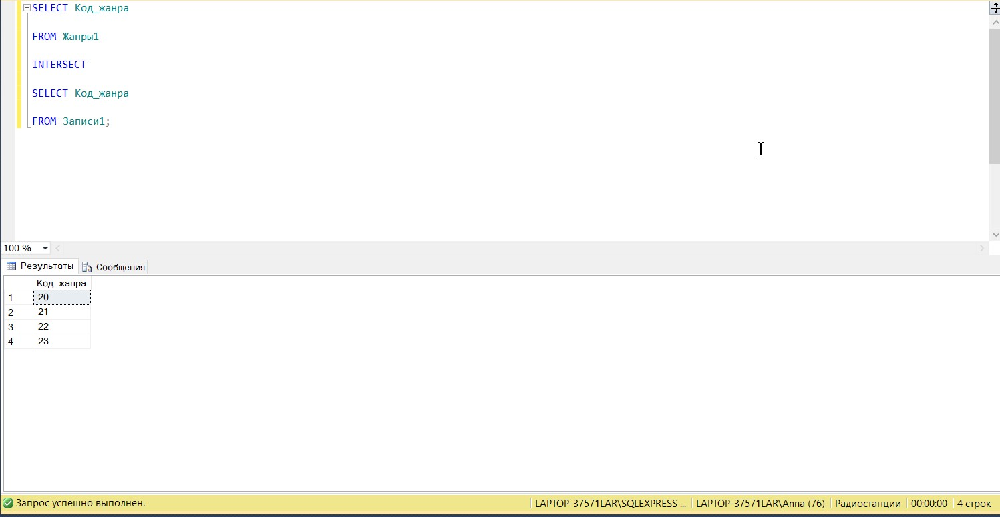 SELECT Код_жанра
FROM Жанры1
INTERSECT
SELECT Код_жанра
FROM Записи1;
100 %
Результаты Сообщения
Код_жанра
1 20
2 21
3 22
4 23
Запрос успешно выполнен. LAPTOP-37571LAR\SQLEXPRESS ... LAPTOP-37571LAR\Anna (76) Радиостанции 00:00:00 4 строк